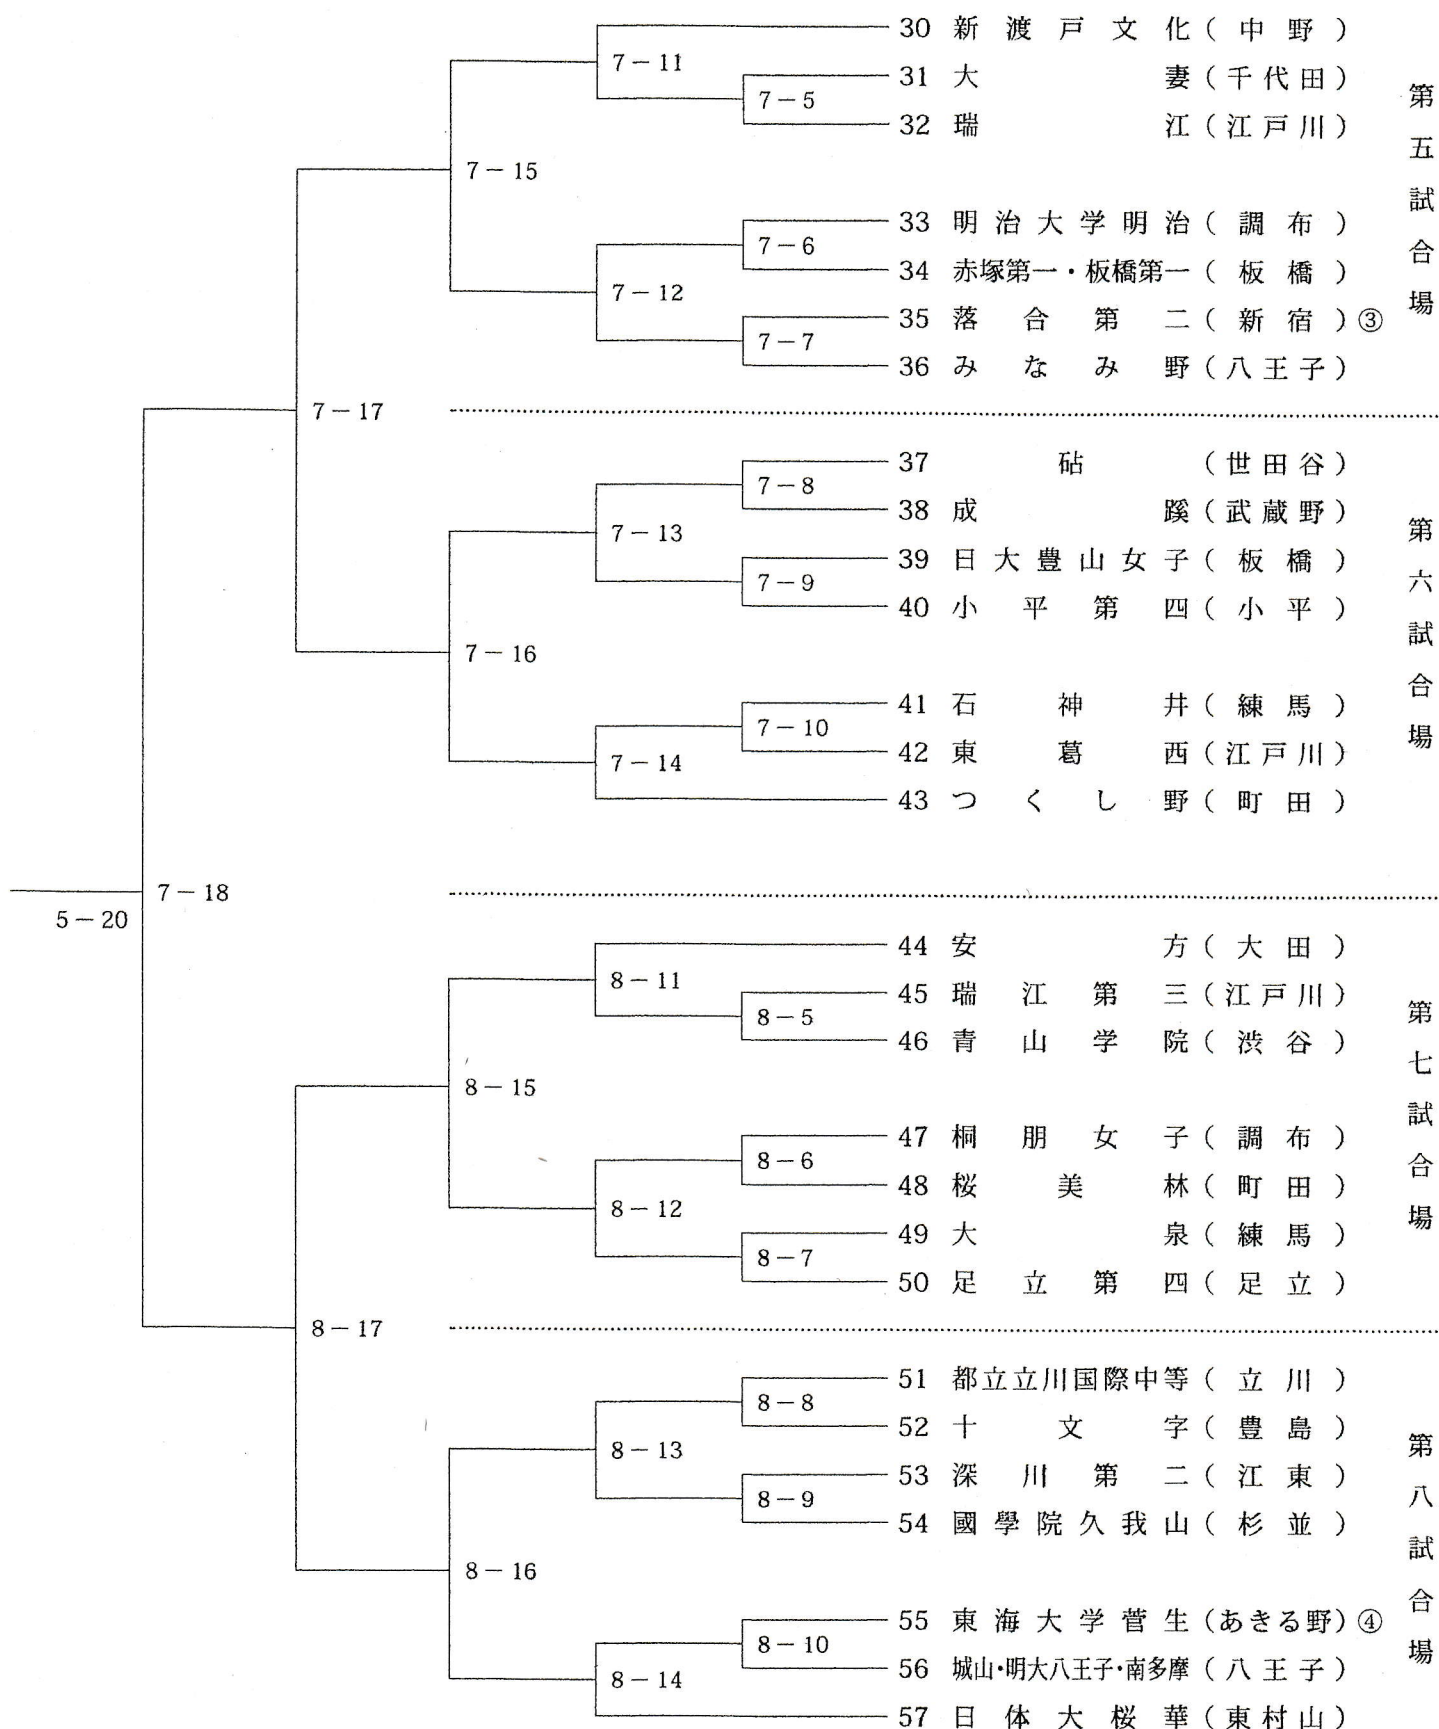 30 新渡戸文化(中野)
7-11
31 大妻(千代田)
7-5
32 瑞江(江戸川)
7-15
33 明治大学明治(調布)
7-6
34 赤塚第一・板橋第一(板橋)
7-12
35 落合第二(新宿)③
7-7
36 みなみ野(八王子)
第五試合場
7-17
37 砧(世田谷)
7-8
38 成蹊(武蔵野)
7-13
39 日大豊山女子(板橋)
7-9
40 小平第四(小平)
7-16
41 石神井(練馬)
7-10
42 東葛西(江戸川)
7-14
43 つくし野(町田)
第六試合場
7-18
5-20
44 安方(大田)
8-11
45 瑞江第三(江戸川)
8-5
46 青山学院(渋谷)
8-15
47 桐朋女子(調布)
8-6
48 桜美林(町田)
8-12
49 大泉(練馬)
8-7
50 足立第四(足立)
第七試合場
8-17
51 都立立川国際中等(立川)
8-8
52 十文字(豊島)
8-13
53 深川第二(江東)
8-9
54 國學院久我山(杉並)
8-16
55 東海大学菅生(あきる野)④
8-10
56 城山・明大八王子・南多摩(八王子)
8-14
57 日体大桜華(東村山)
第八試合場